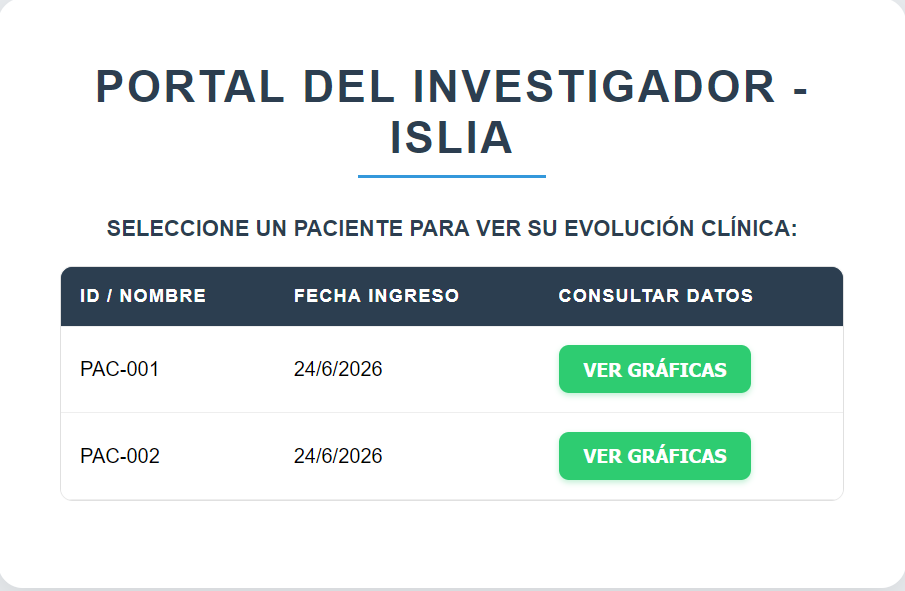 PORTAL DEL INVESTIGADOR -
ISLIA
SELECCIONE UN PACIENTE PARA VER SU EVOLUCIÓN CLÍNICA:
ID / NOMBRE FECHA INGRESO CONSULTAR DATOS
PAC-001 24/6/2026 VER GRÁFICAS
PAC-002 24/6/2026 VER GRÁFICAS